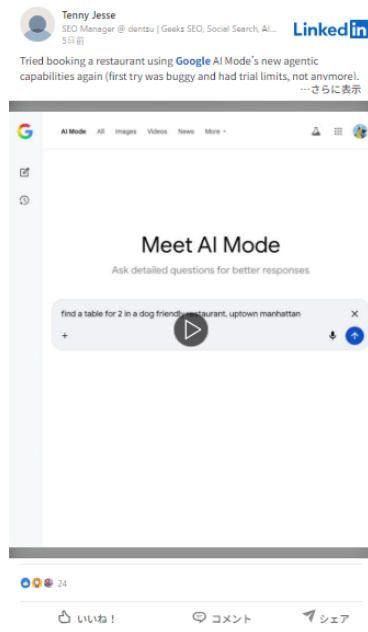 Tenny Jesse
SEO Manager @ dentsu | Geeks SEO, Social Search, AI...
5日前
Linked in
Tried booking a restaurant using Google AI Mode's new agentic
capabilities again (first try was buggy and had trial limits, not anymore).
…さらに表示
AI Mode All Images Videos News More
Meet AI Mode
Ask detailed questions for better responses
find a table for 2 in a dog friendly restaurant, uptown manhattan
24
いいね！ コメント シェア